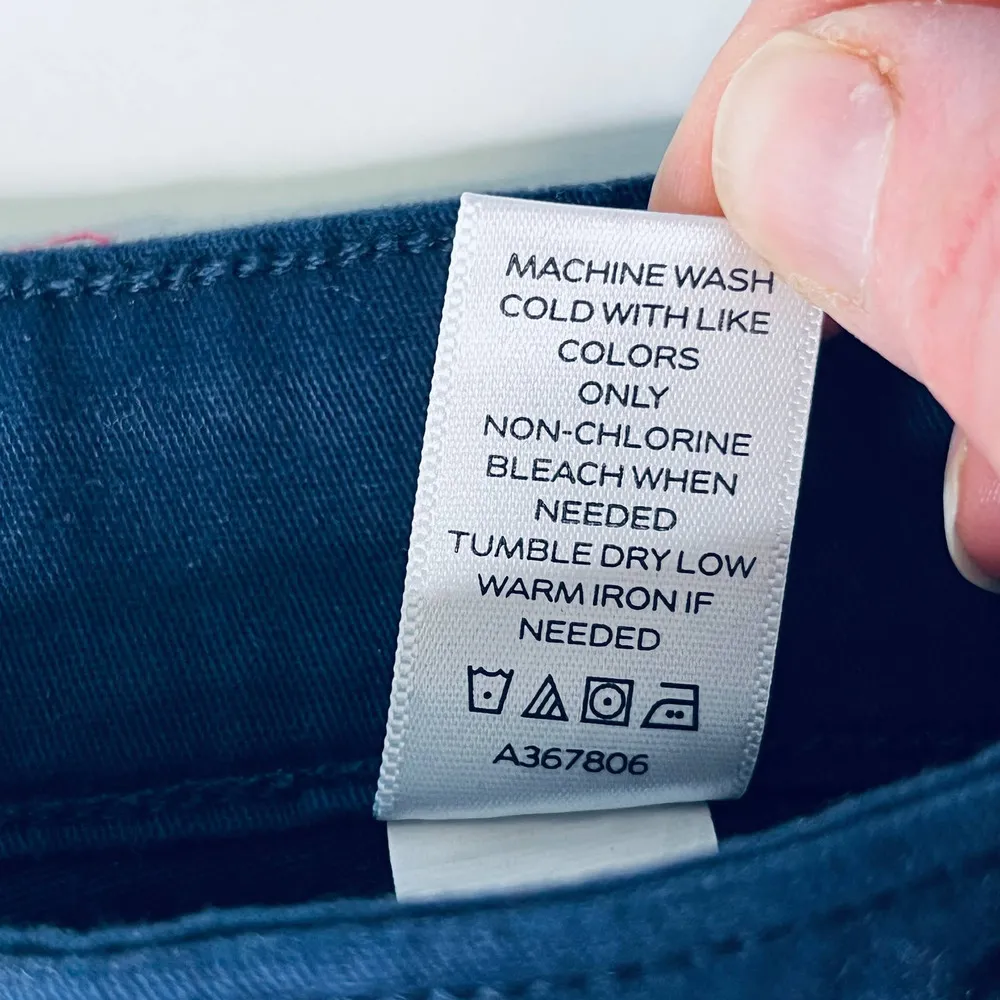 MACHINE WASH
COLD WITH LIKE
COLORS
ONLY
NON-CHLORINE
BLEACH WHEN
NEEDED
TUMBLE DRY LOW
WARM IRON IF
NEEDED
A367806